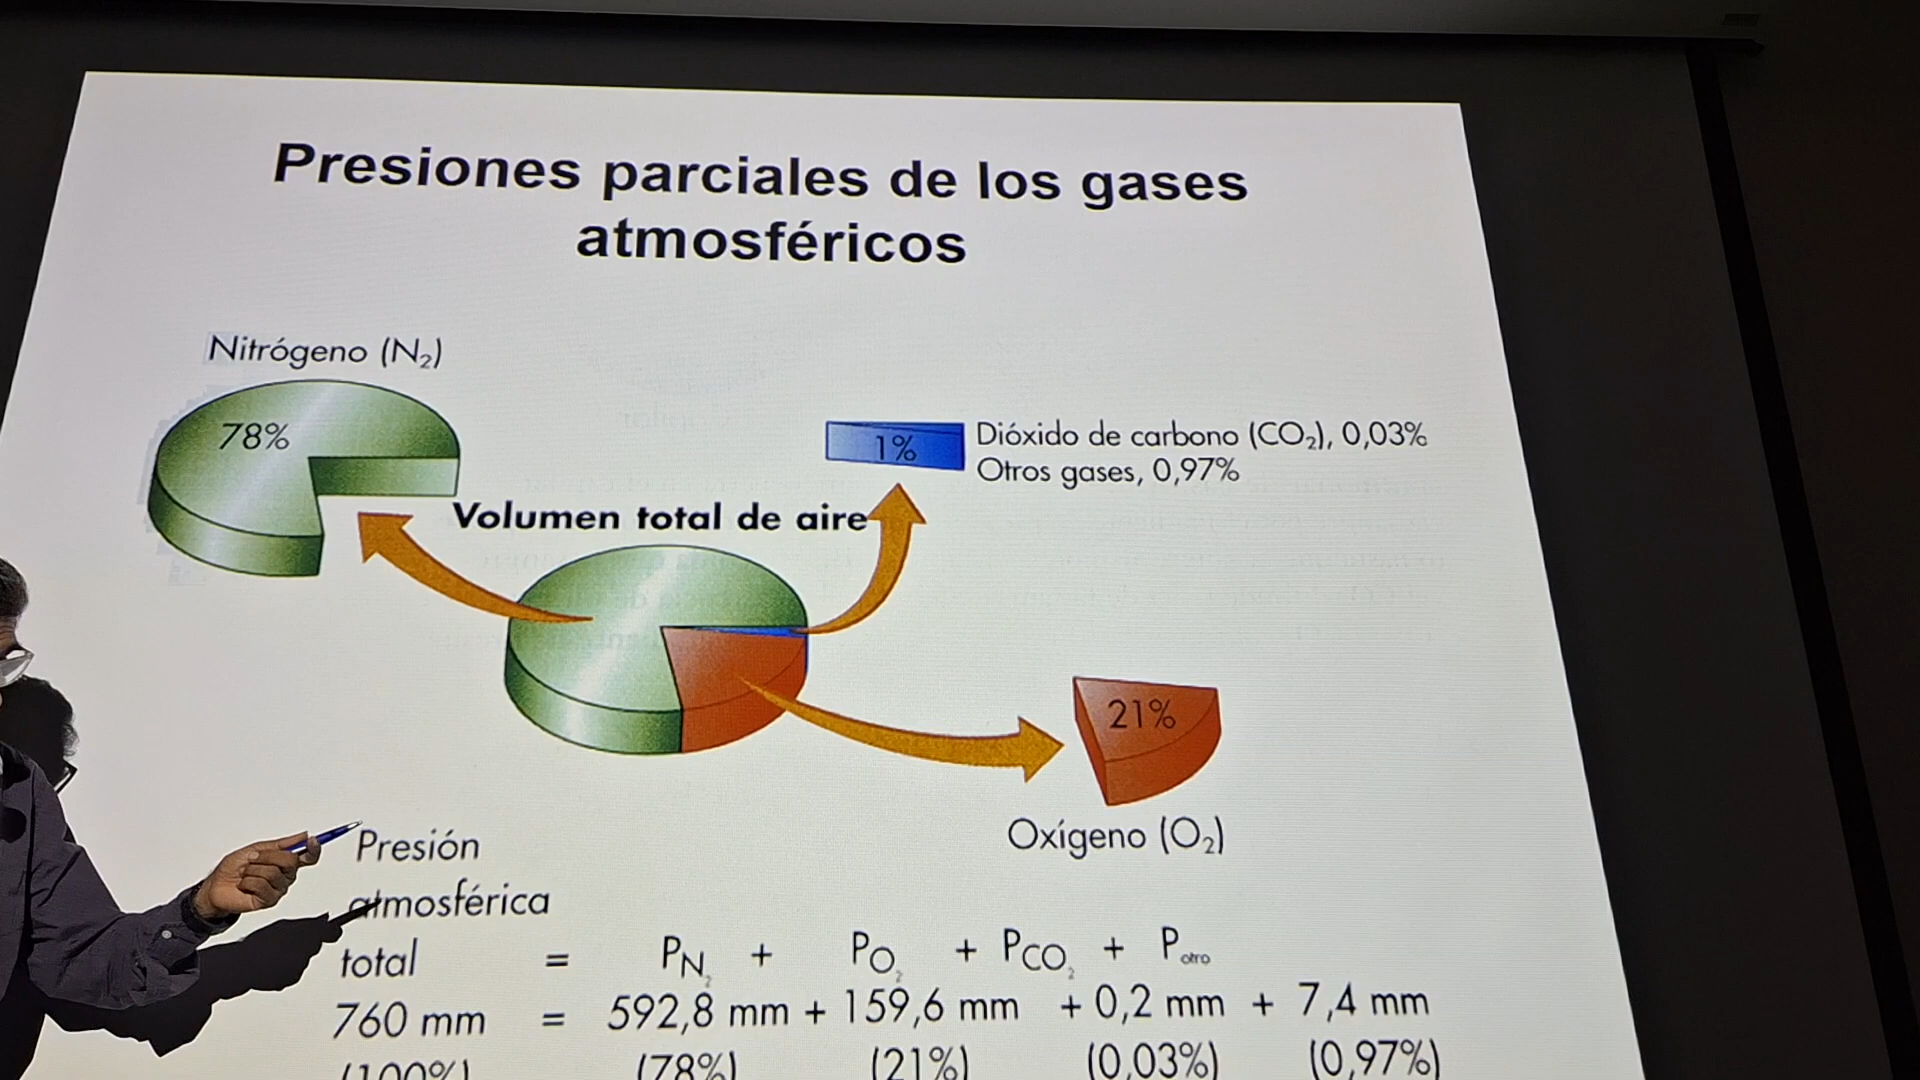 Presiones parciales de los gases
atmosféricos
Nitrógeno (N₂)
78%
1%
Dióxido de carbono (CO₂), 0,03%
Otros gases, 0,97%
Volumen total de aire
21%
Oxígeno (O₂)
Presión
atmosférica
total = PN₂ + PO₂ + PCO₂ + Potro
760 mm = 592,8 mm + 159,6 mm + 0,2 mm + 7,4 mm
(100%) (78%) (21%) (0,03%) (0,97%)